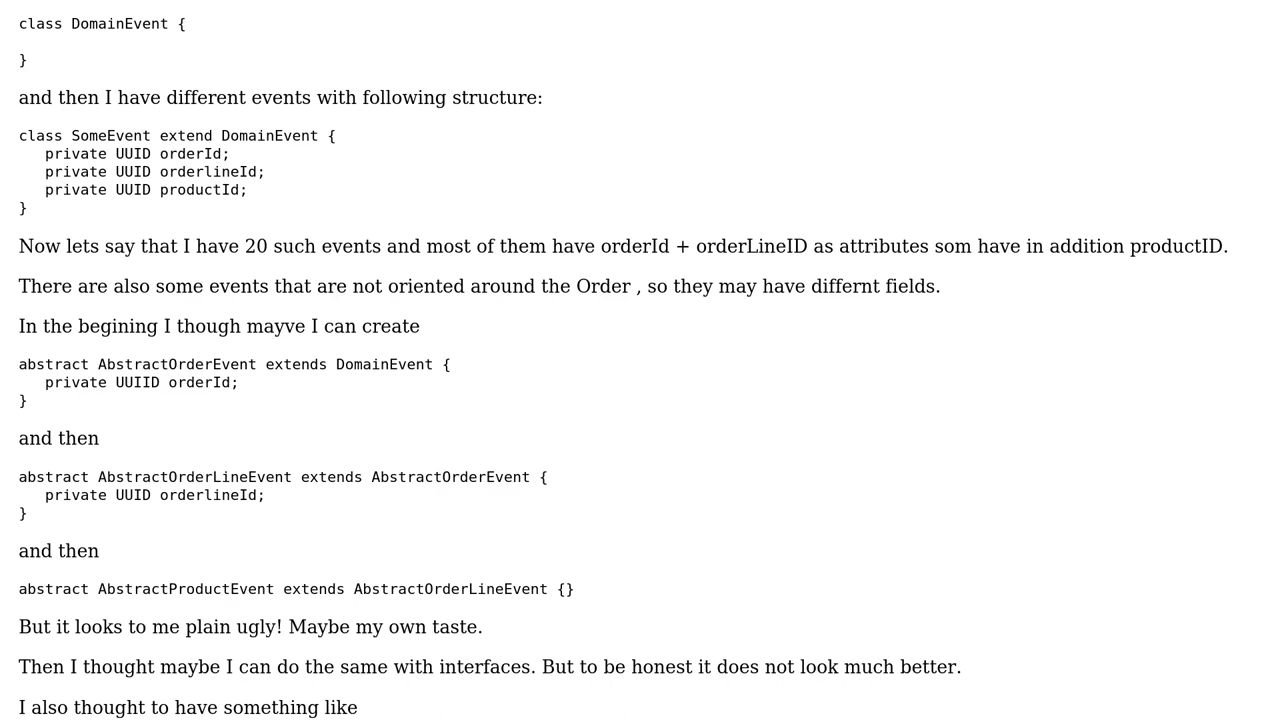 class DomainEvent {
}
and then I have different events with following structure:
class SomeEvent extend DomainEvent {
   private UUID orderId;
   private UUID orderlineId;
   private UUID productId;
}
Now lets say that I have 20 such events and most of them have orderId + orderLineID as attributes som have in addition productID.
There are also some events that are not oriented around the Order , so they may have differnt fields.
In the begining I though mayve I can create
abstract AbstractOrderEvent extends DomainEvent {
   private UUIID orderId;
}
and then
abstract AbstractOrderLineEvent extends AbstractOrderEvent {
   private UUID orderlineId;
}
and then
abstract AbstractProductEvent extends AbstractOrderLineEvent {}
But it looks to me plain ugly! Maybe my own taste.
Then I thought maybe I can do the same with interfaces. But to be honest it does not look much better.
I also thought to have something like